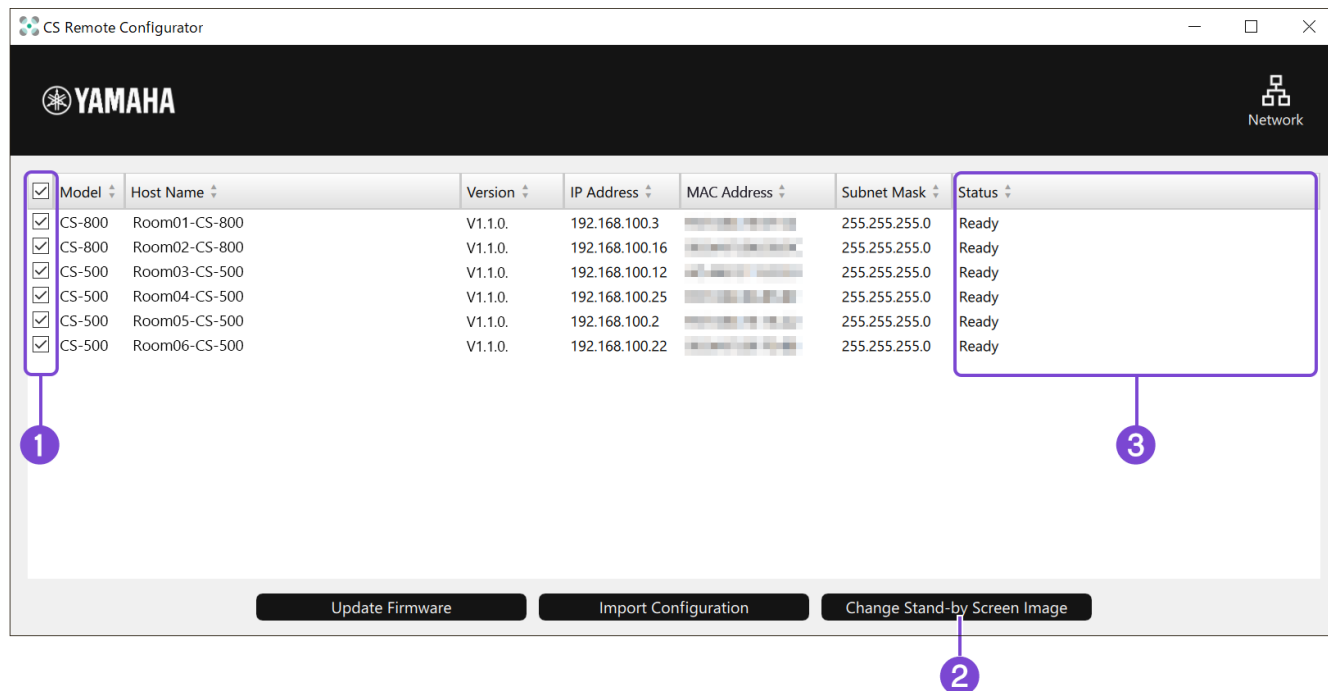 CS Remote Configurator
YAMAHA
Network
Model Host Name Version IP Address MAC Address Subnet Mask Status
CS-800 Room01-CS-800 V1.1.0. 192.168.100.3 255.255.255.0 Ready
CS-800 Room02-CS-800 V1.1.0. 192.168.100.16 255.255.255.0 Ready
CS-500 Room03-CS-500 V1.1.0. 192.168.100.12 255.255.255.0 Ready
CS-500 Room04-CS-500 V1.1.0. 192.168.100.25 255.255.255.0 Ready
CS-500 Room05-CS-500 V1.1.0. 192.168.100.2 255.255.255.0 Ready
CS-500 Room06-CS-500 V1.1.0. 192.168.100.22 255.255.255.0 Ready
1 3
Update Firmware Import Configuration Change Stand-by Screen Image
2